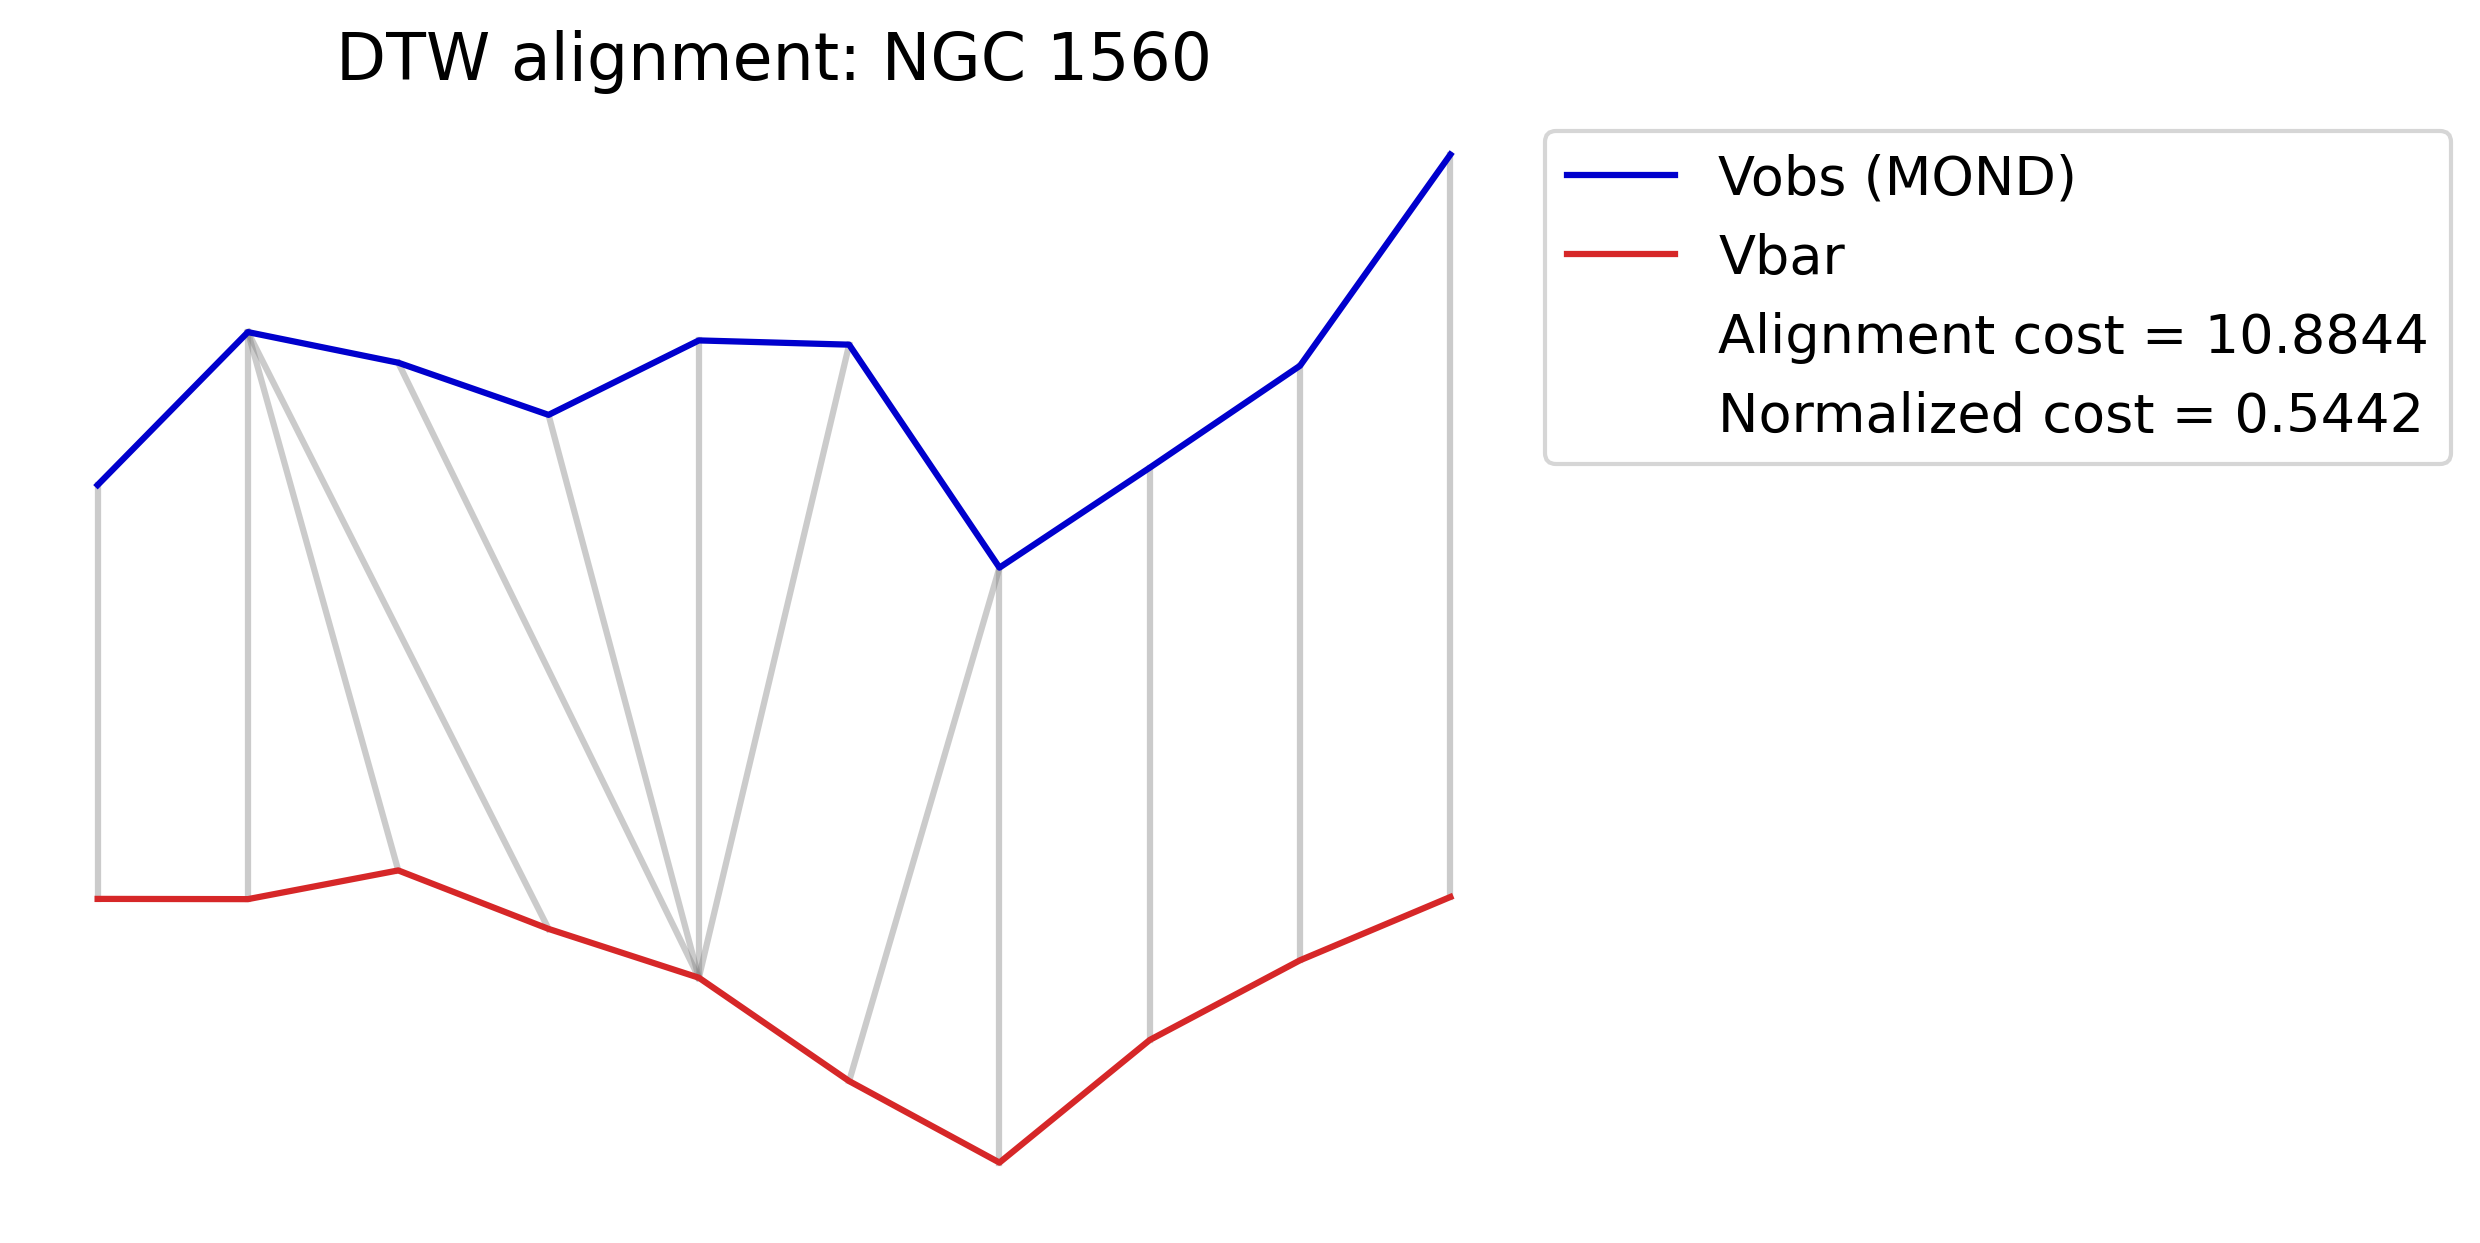 DTW alignment: NGC 1560
Vobs (MOND)
Vbar
Alignment cost = 10.8844
Normalized cost = 0.5442